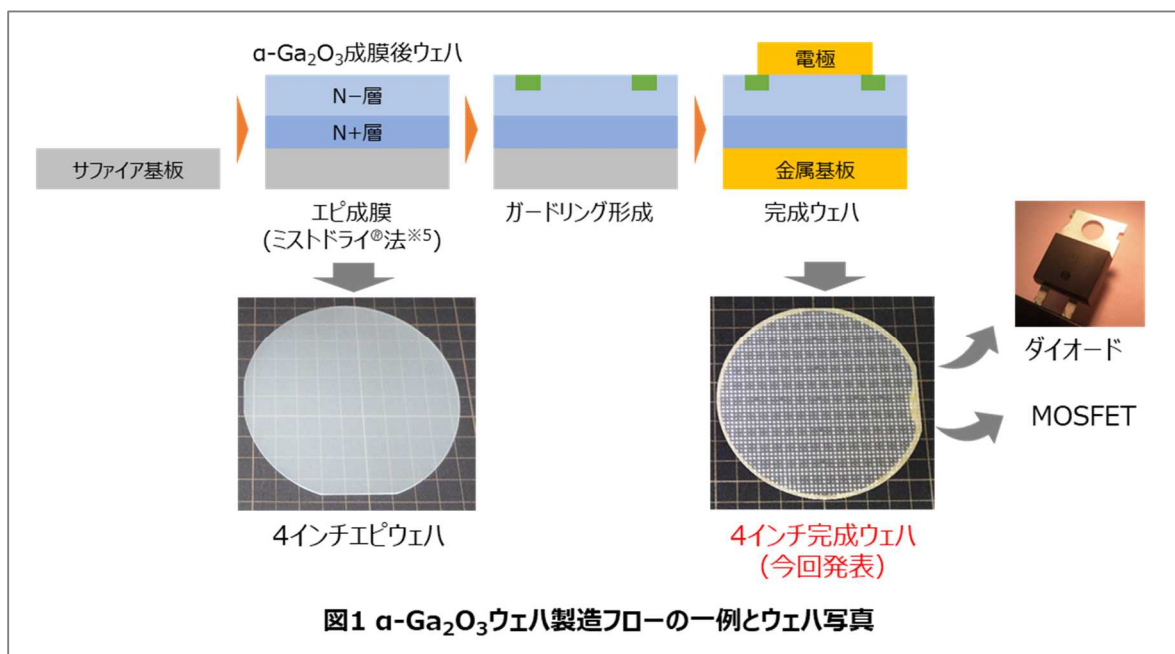 α-Ga₂O₃成膜後ウェハ
電極
N−層
N+層
サファイア基板
金属基板
エピ成膜
(ミストドライ®法※5)
ガードリング形成
完成ウェハ
ダイオード
MOSFET
4インチエピウェハ
4インチ完成ウェハ
(今回発表)
図1 α-Ga₂O₃ウェハ製造フローの一例とウェハ写真